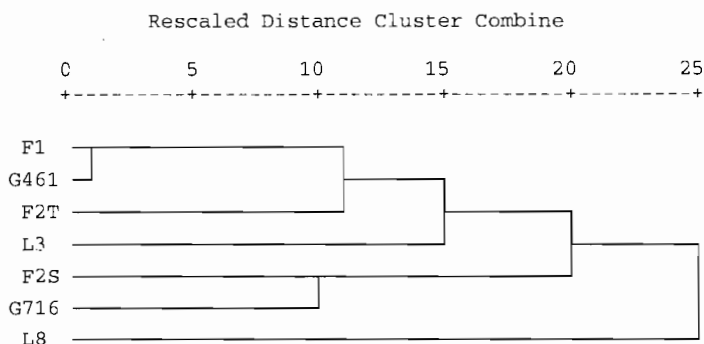 Rescaled Distance Cluster Combine
0 5 10 15 20 25
+---------+---------+---------+---------+---------+
F1
G461
F2T
L3
F2S
G716
L8